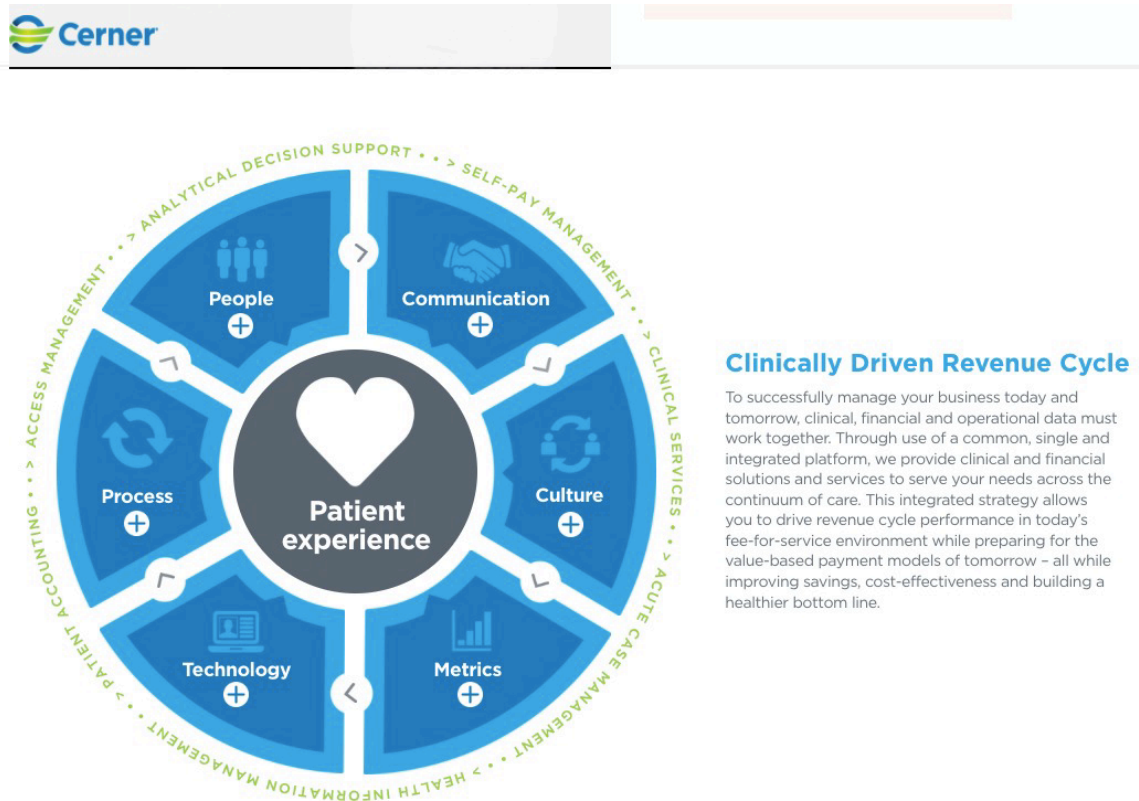 Cerner
ANALYTICAL DECISION SUPPORT • • >
SELF-PAY MANAGEMENT • • >
CLINICAL SERVICES • • >
ACUTE CASE MANAGEMENT • • >
HEALTH INFORMATION MANAGEMENT • • >
PATIENT ACCOUNTING • • >
ACCESS MANAGEMENT • • >
People
Communication
Culture
Metrics
Technology
Process
Patient
experience
Clinically Driven Revenue Cycle
To successfully manage your business today and
tomorrow, clinical, financial and operational data must
work together. Through use of a common, single and
integrated platform, we provide clinical and financial
solutions and services to serve your needs across the
continuum of care. This integrated strategy allows
you to drive revenue cycle performance in today's
fee-for-service environment while preparing for the
value-based payment models of tomorrow – all while
improving savings, cost-effectiveness and building a
healthier bottom line.